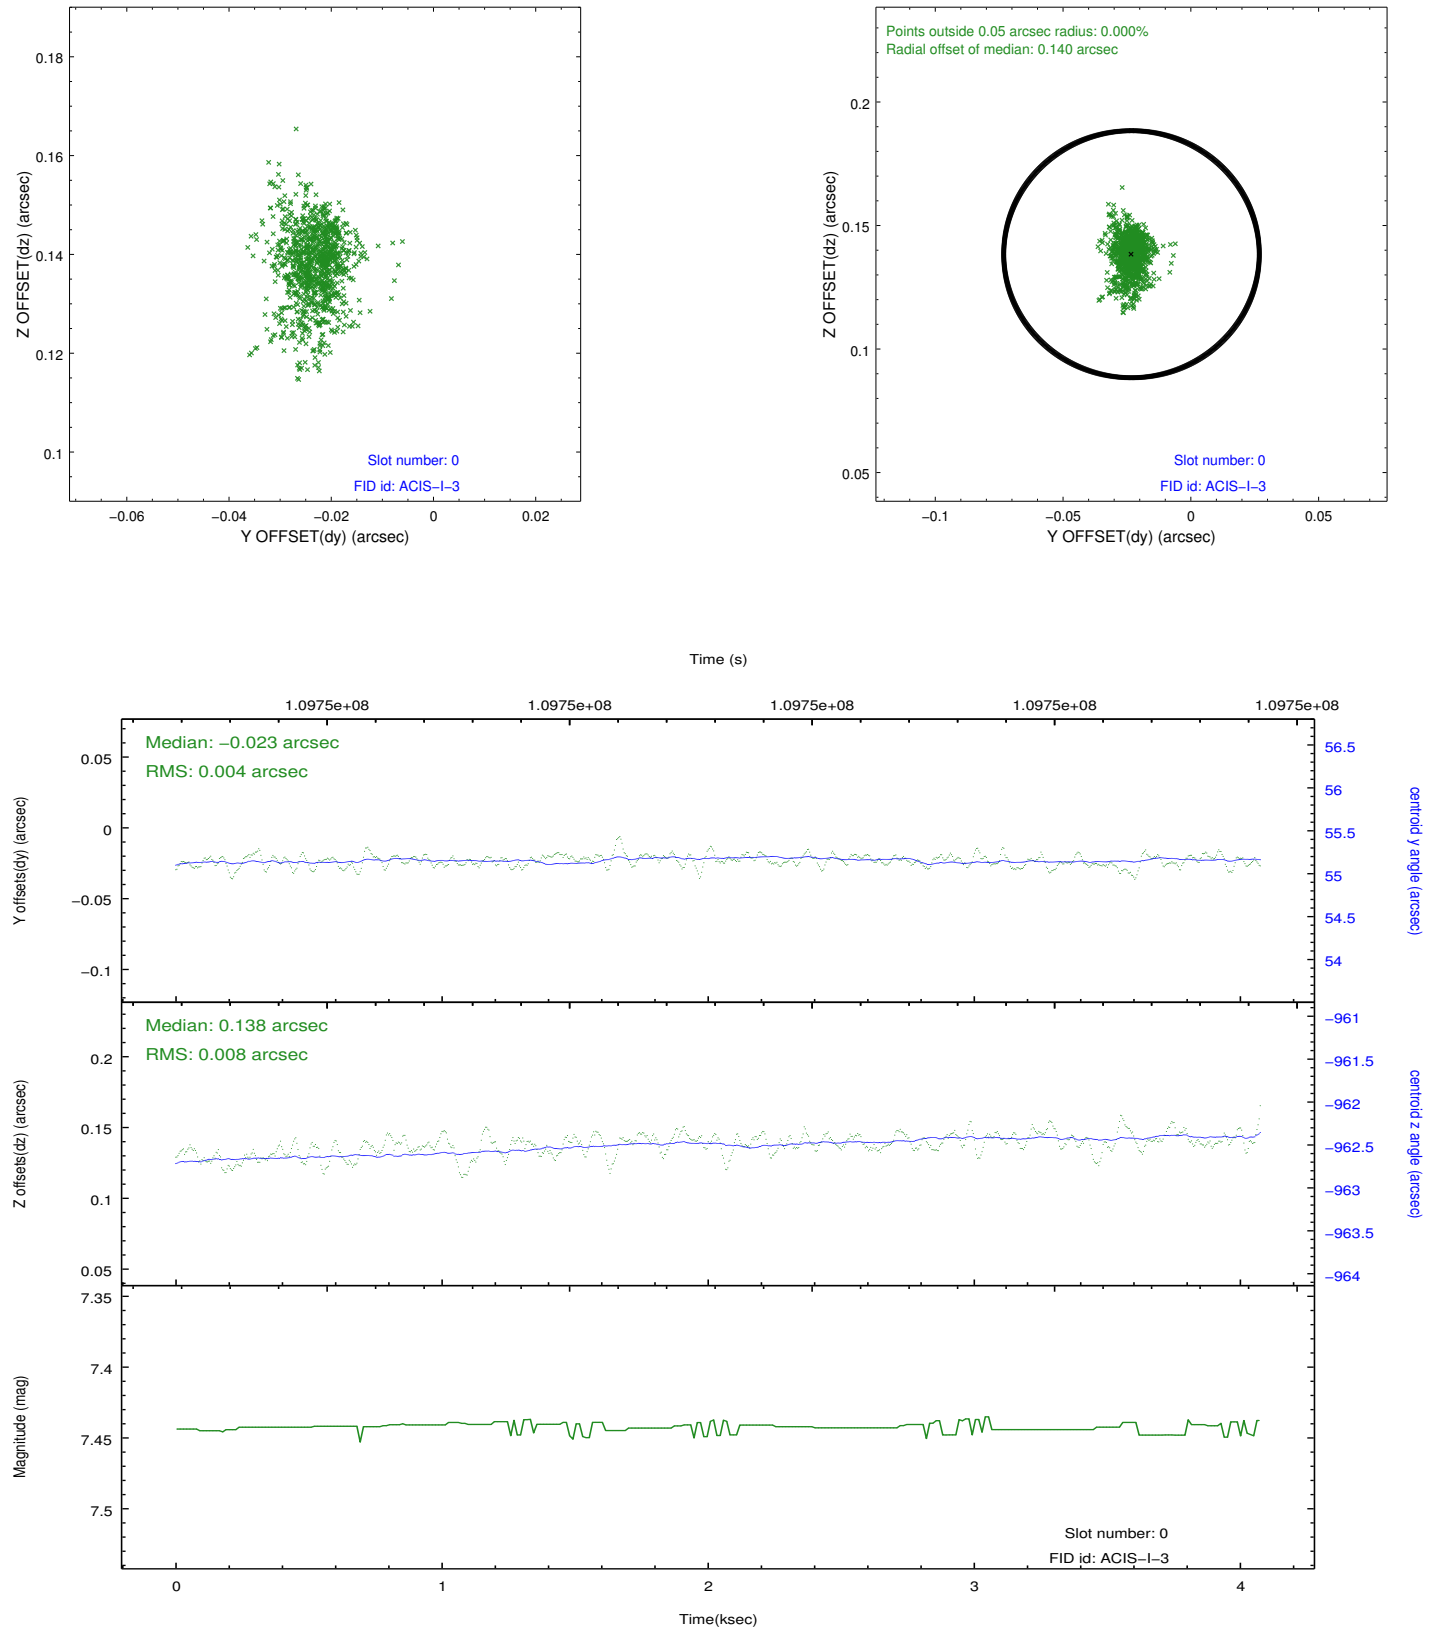 0.18
0.16
0.14
0.12
0.1
Z OFFSET(dz) (arcsec)
Slot number: 0
FID id: ACIS-I-3
−0.06 −0.04 −0.02 0 0.02
Y OFFSET(dy) (arcsec)
Points outside 0.05 arcsec radius: 0.000%
Radial offset of median: 0.140 arcsec
0.2
0.15
0.1
0.05
Z OFFSET(dz) (arcsec)
Slot number: 0
FID id: ACIS-I-3
−0.1 −0.05 0 0.05
Y OFFSET(dy) (arcsec)
Time (s)
1.0975e+08 1.0975e+08 1.0975e+08 1.0975e+08 1.0975e+08
Median: −0.023 arcsec
RMS: 0.004 arcsec
0.05
0
−0.05
−0.1
Y offsets(dy) (arcsec)
56.5
56
55.5
55
54.5
54
centroid y angle (arcsec)
Median: 0.138 arcsec
RMS: 0.008 arcsec
0.2
0.15
0.1
0.05
Z offsets(dz) (arcsec)
−961
−961.5
−962
−962.5
−963
−963.5
−964
centroid z angle (arcsec)
7.35
7.4
7.45
7.5
Magnitude (mag)
Slot number: 0
FID id: ACIS-I-3
0 1 2 3 4
Time(ksec)